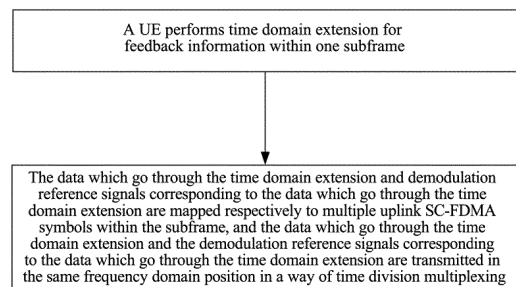 A UE performs time domain extension for
feedback information within one subframe
The data which go through the time domain extension and demodulation
reference signals corresponding to the data which go through the time
domain extension are mapped respectively to multiple uplink SC-FDMA
symbols within the subframe, and the data which go through the time
domain extension and the demodulation reference signals corresponding
to the data which go through the time domain extension are transmitted in
the same frequency domain position in a way of time division multiplexing